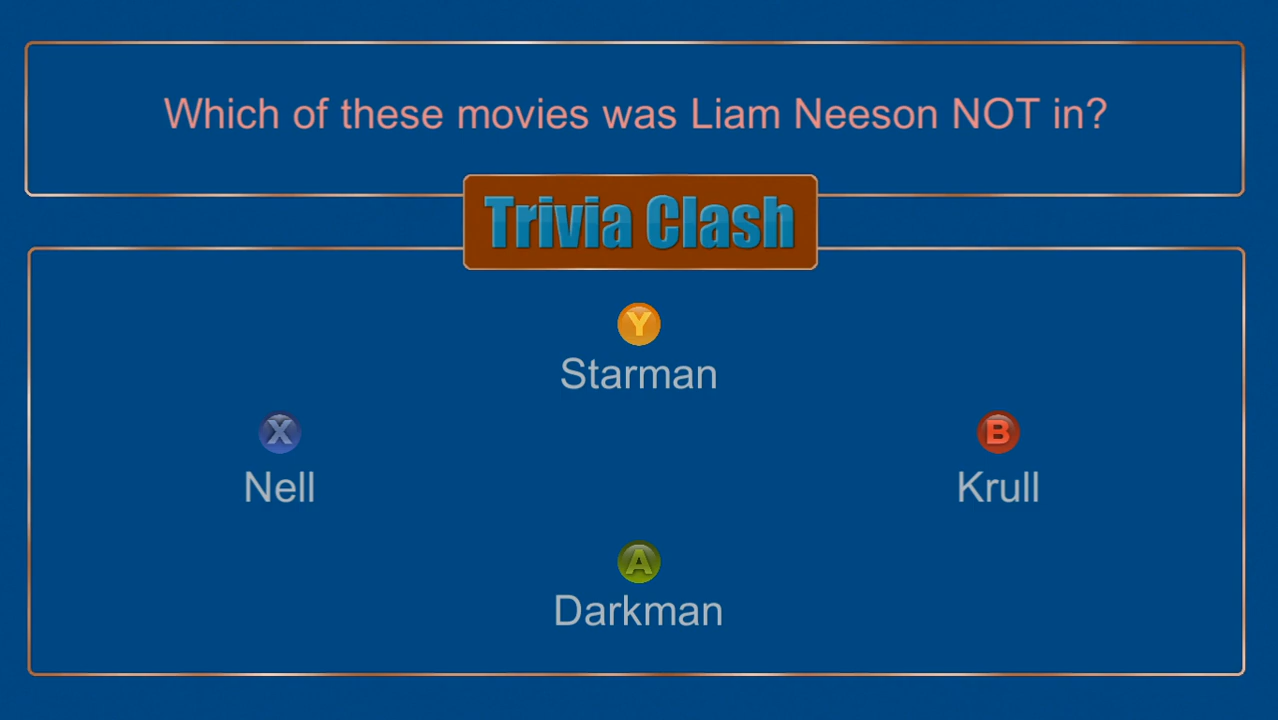 Which of these movies was Liam Neeson NOT in?
Trivia Clash
Y
Starman
X
Nell
B
Krull
A
Darkman